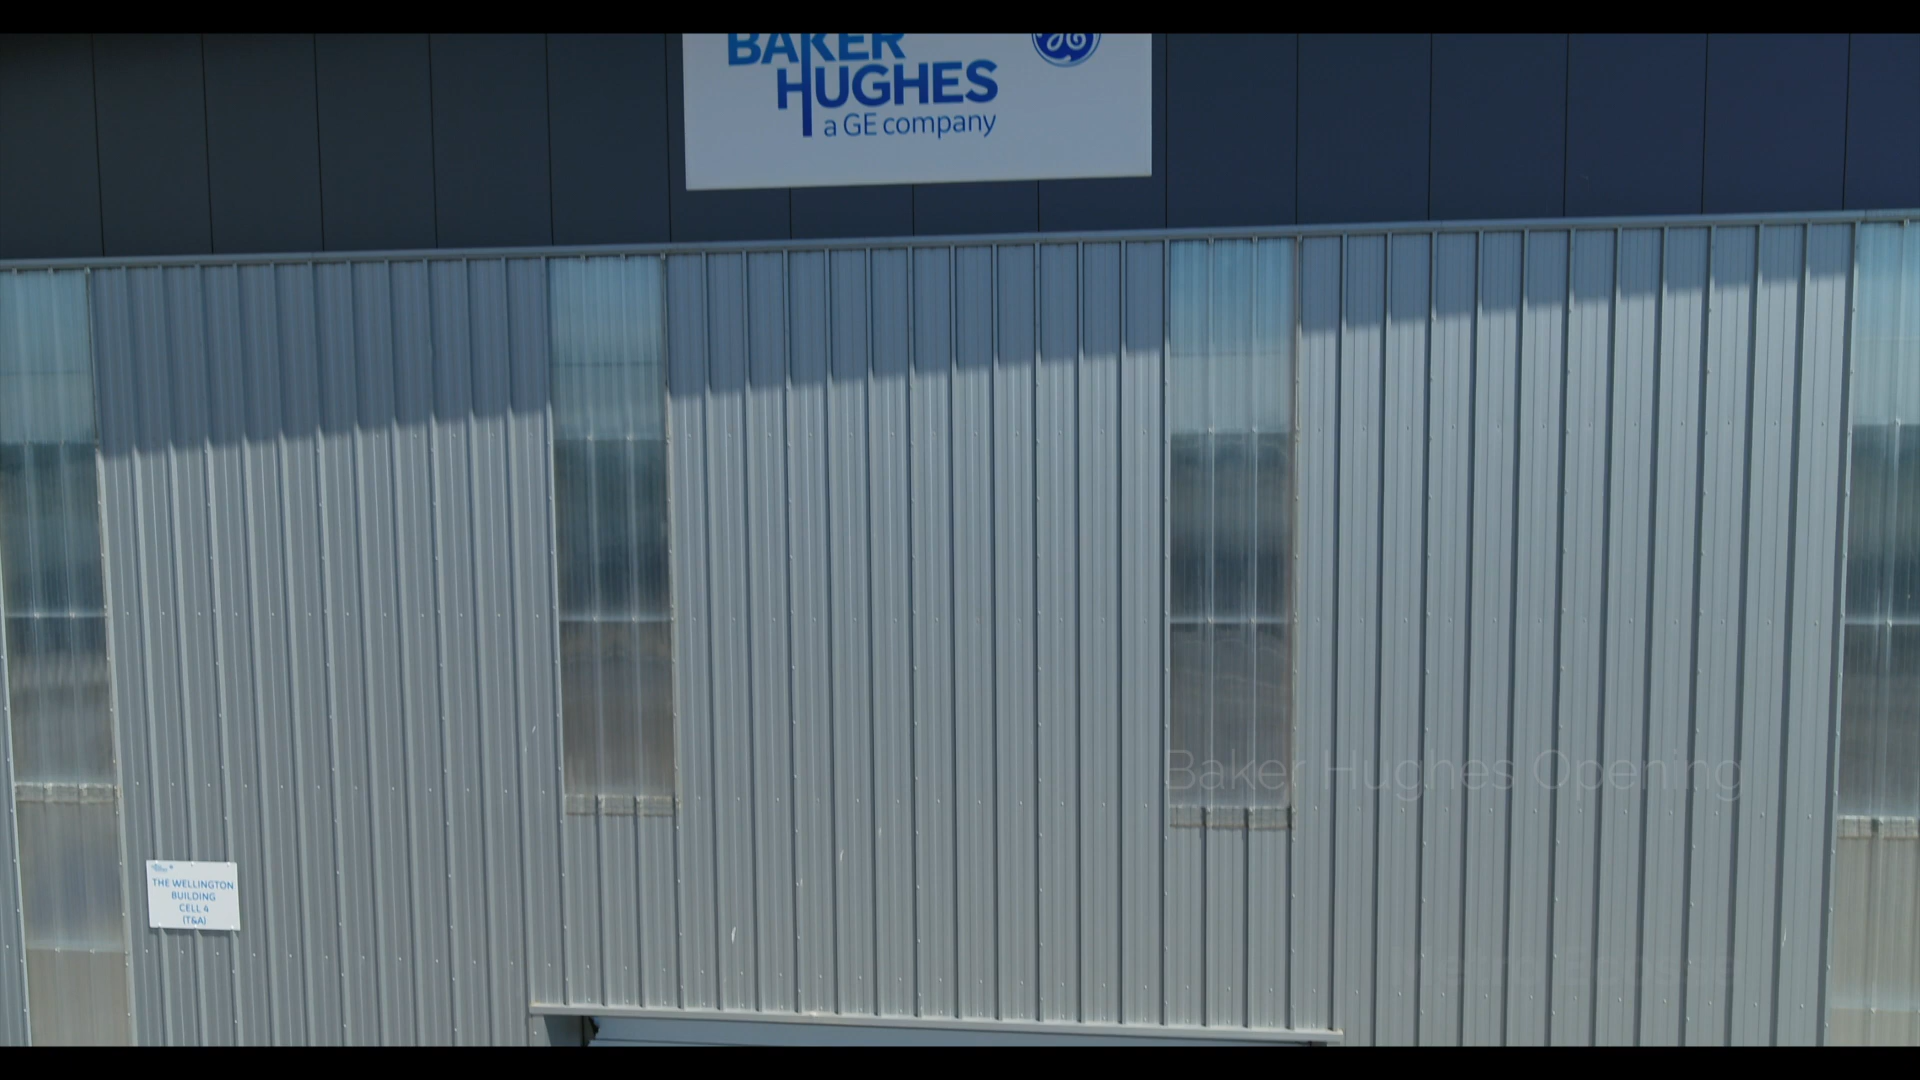 BAKER
HUGHES
a GE company
Baker Hughes Opening
THE WELLINGTON
BUILDING
CELL 4
(T&A)